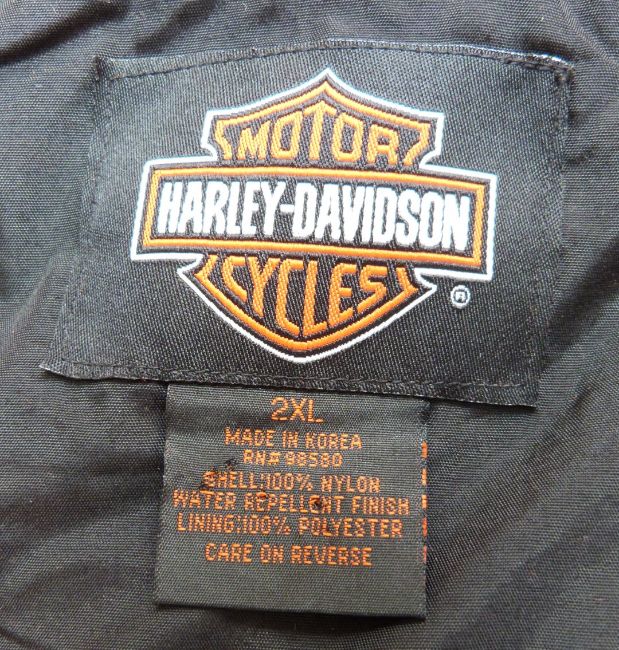 MOTOR
HARLEY-DAVIDSON
CYCLES
®
2XL
MADE IN KOREA
RN# 98580
SHELL:100% NYLON
WATER REPELLENT FINISH
LINING:100% POLYESTER
CARE ON REVERSE